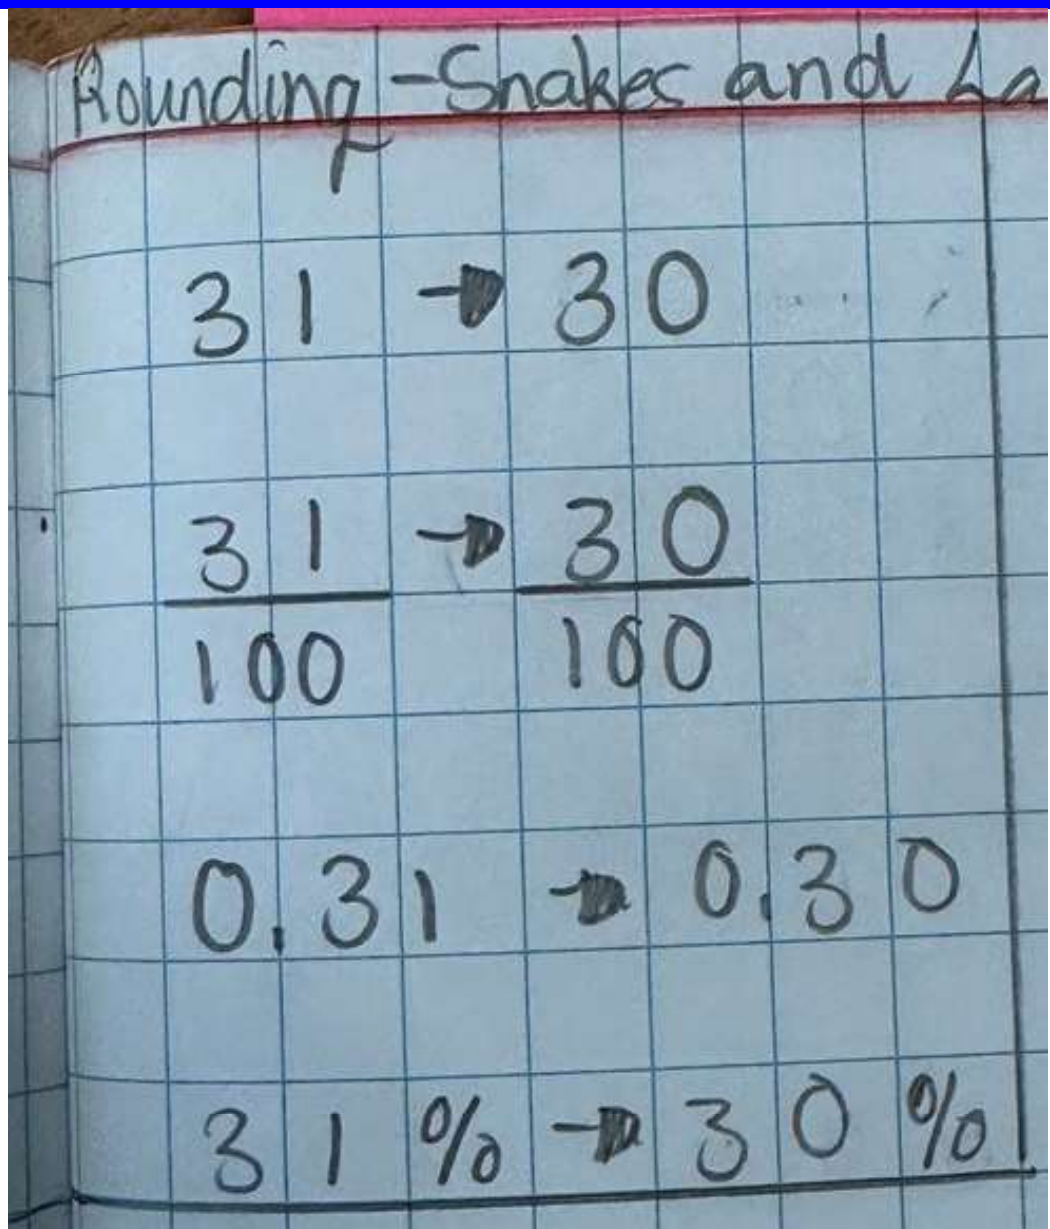 Rounding - Snakes and La
31 → 30
31 → 30
100 100
0.31 → 0.30
31% → 30%